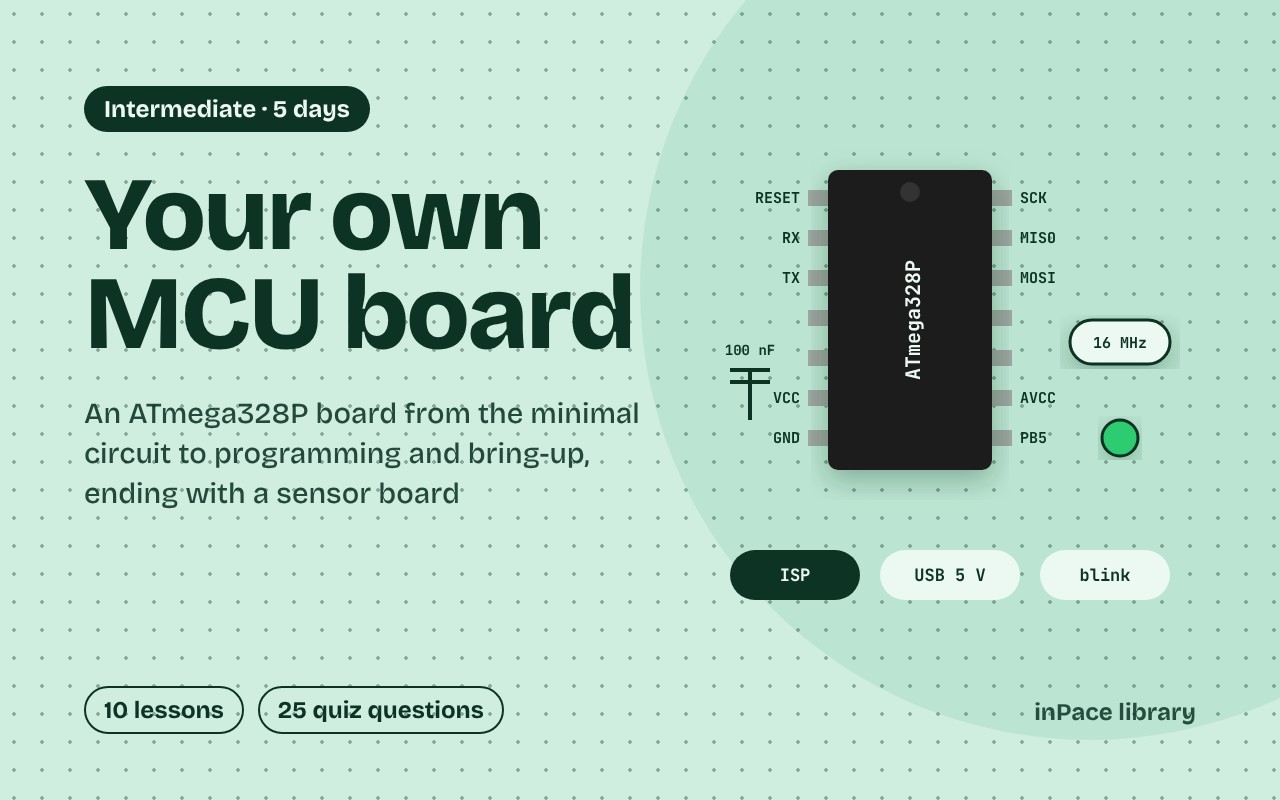 Intermediate · 5 days
Your own
MCU board
An ATmega328P board from the minimal
circuit to programming and bring-up,
ending with a sensor board
10 lessons
25 quiz questions
RESET
RX
TX
100 nF
VCC
GND
ATmega328P
SCK
MISO
MOSI
16 MHz
AVCC
PB5
ISP
USB 5 V
blink
inPace library